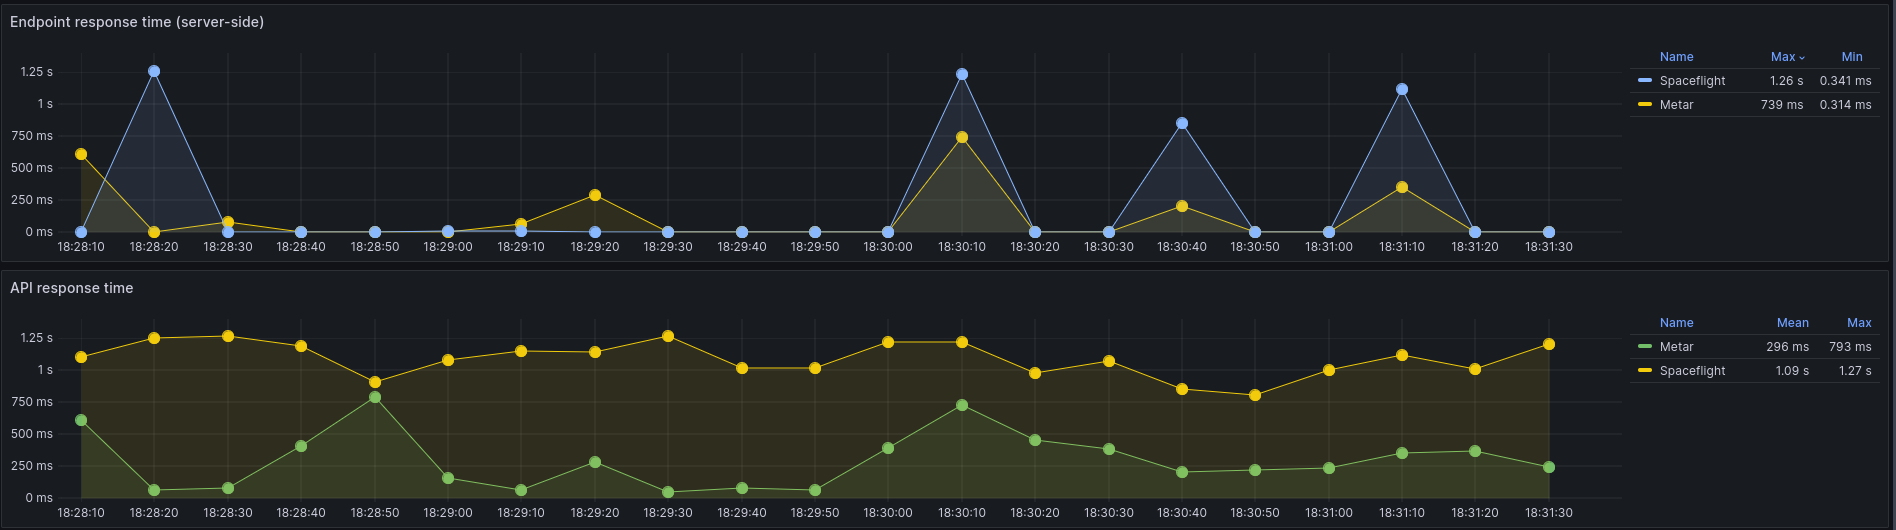 Endpoint response time (server-side)
Name Max Min
1.25 s
Spaceflight 1.26 s 0.341 ms
1 s
Metar 739 ms 0.314 ms
750 ms
500 ms
250 ms
0 ms
18:28:10 18:28:20 18:28:30 18:28:40 18:28:50 18:29:00 18:29:10 18:29:20 18:29:30 18:29:40 18:29:50 18:30:00 18:30:10 18:30:20 18:30:30 18:30:40 18:30:50 18:31:00 18:31:10 18:31:20 18:31:30
API response time
Name Mean Max
1.25 s
Metar 296 ms 793 ms
1 s
Spaceflight 1.09 s 1.27 s
750 ms
500 ms
250 ms
0 ms
18:28:10 18:28:20 18:28:30 18:28:40 18:28:50 18:29:00 18:29:10 18:29:20 18:29:30 18:29:40 18:29:50 18:30:00 18:30:10 18:30:20 18:30:30 18:30:40 18:30:50 18:31:00 18:31:10 18:31:20 18:31:30